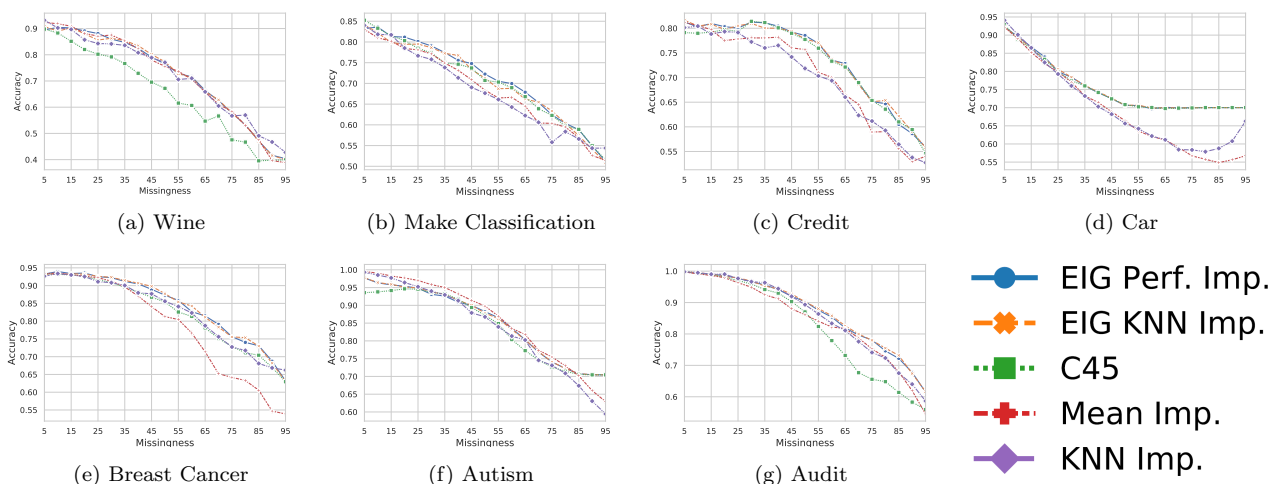 0.9
0.8
0.7
0.6
0.5
0.4
Accuracy
5 15 25 35 45 55 65 75 85 95
Missingness
(a) Wine
0.85
0.80
0.75
0.70
0.65
0.60
0.55
0.50
Accuracy
5 15 25 35 45 55 65 75 85 95
Missingness
(b) Make Classification
0.80
0.75
0.70
0.65
0.60
0.55
Accuracy
5 15 25 35 45 55 65 75 85 95
Missingness
(c) Credit
0.95
0.90
0.85
0.80
0.75
0.70
0.65
0.60
0.55
Accuracy
5 15 25 35 45 55 65 75 85 95
Missingness
(d) Car
0.95
0.90
0.85
0.80
0.75
0.70
0.65
0.60
0.55
Accuracy
5 15 25 35 45 55 65 75 85 95
Missingness
(e) Breast Cancer
1.00
0.95
0.90
0.85
0.80
0.75
0.70
0.65
0.60
Accuracy
5 15 25 35 45 55 65 75 85 95
Missingness
(f) Autism
1.0
0.9
0.8
0.7
0.6
Accuracy
5 15 25 35 45 55 65 75 85 95
Missingness
(g) Audit
EIG Perf. Imp.
EIG KNN Imp.
C45
Mean Imp.
KNN Imp.